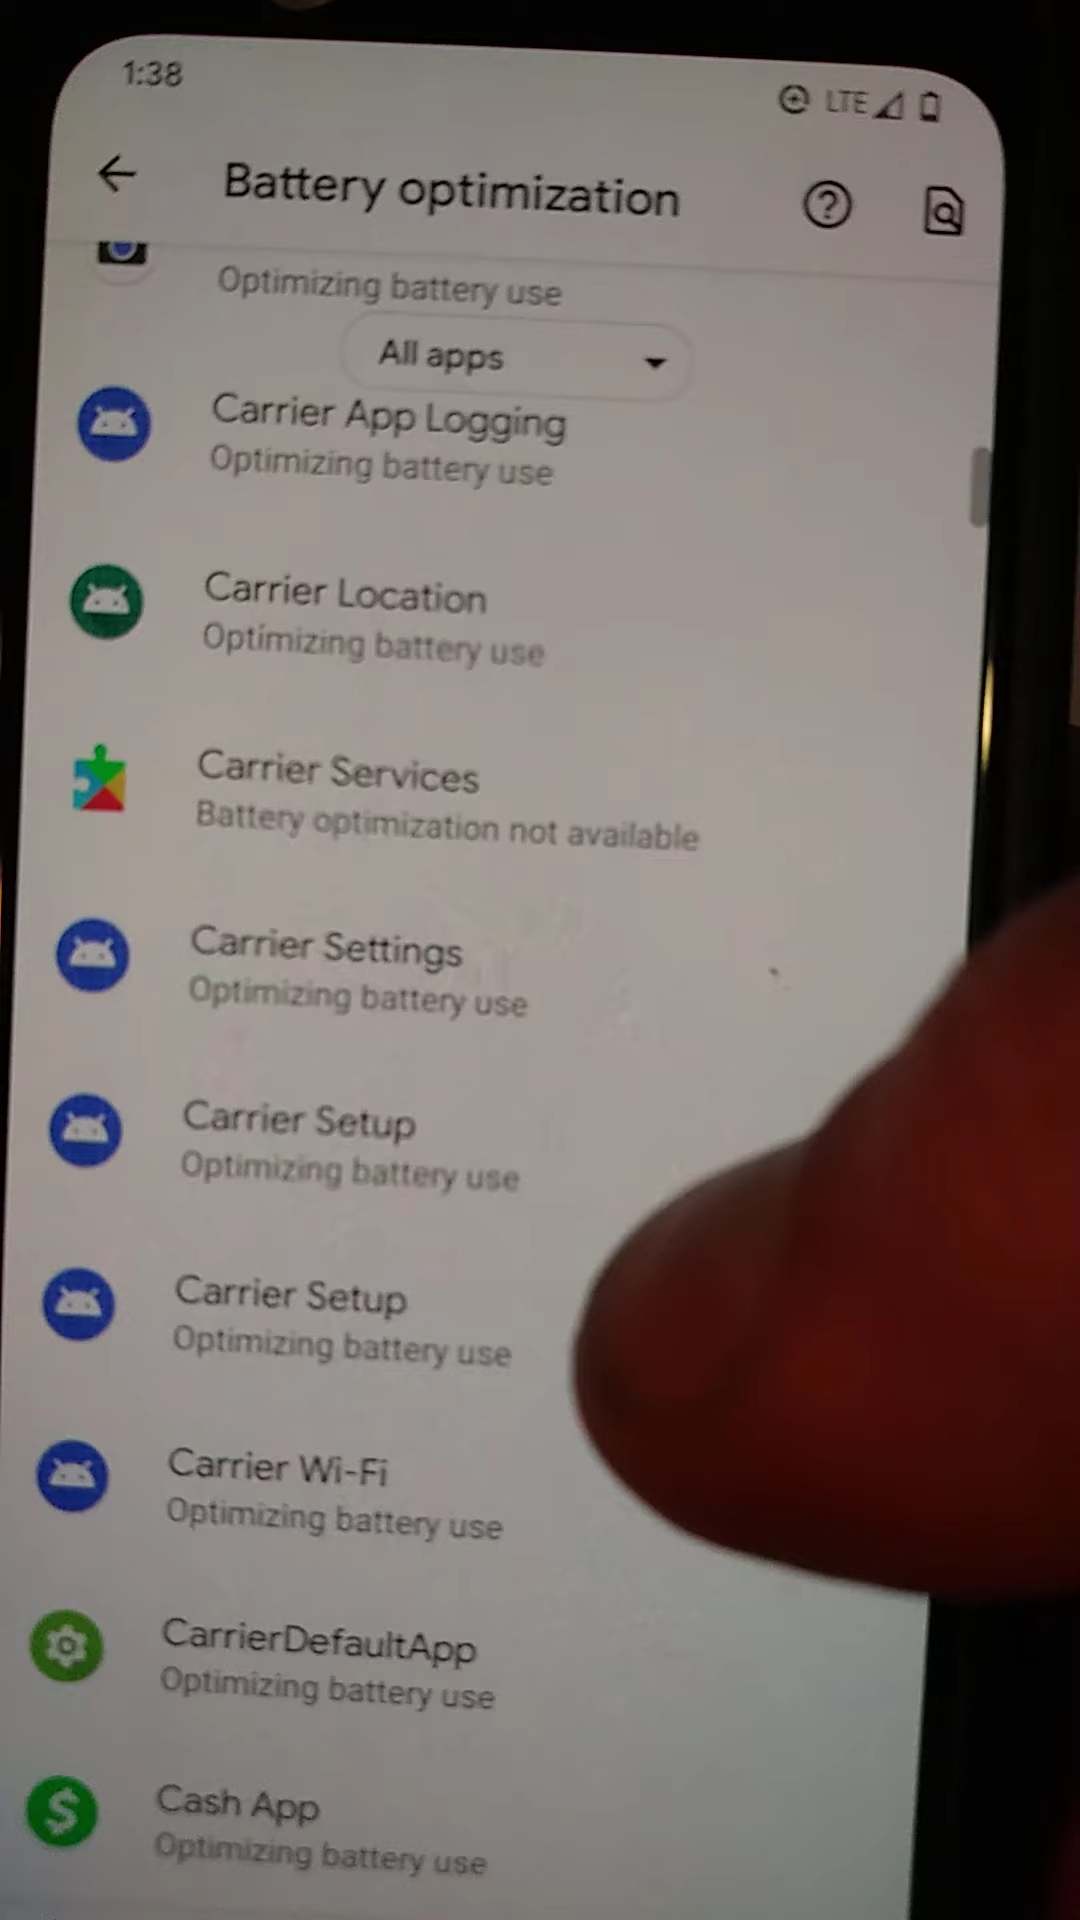 1:38
LTE
Battery optimization
Optimizing battery use
All apps
Carrier App Logging
Optimizing battery use
Carrier Location
Optimizing battery use
Carrier Services
Battery optimization not available
Carrier Settings
Optimizing battery use
Carrier Setup
Optimizing battery use
Carrier Setup
Optimizing battery use
Carrier Wi-Fi
Optimizing battery use
CarrierDefaultApp
Optimizing battery use
Cash App
Optimizing battery use